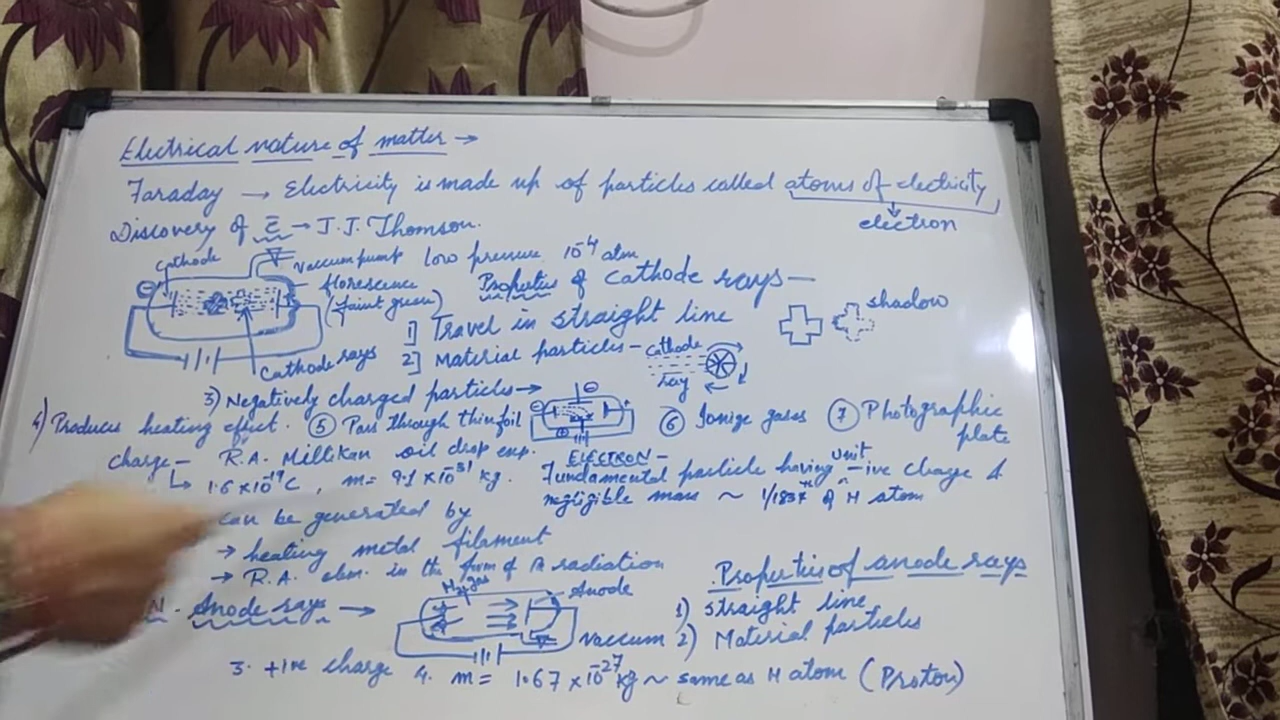 Electrical nature of matter →
Faraday → Electricity is made up of particles called atoms of electricity
electron
Discovery of ē → J.J. Thomson.
Cathode
Vaccum pump low pressure 10⁻⁴ atm
floresence
(faint green)
Cathode rays
Properties of cathode rays –
1] Travel in straight line
shadow
2] Material particles –
cathode
ray
3) Negatively charged particles →
4) Produces heating effect. ⑤ Pass through thin foil
⑥ Ionize gases ⑦ Photographic
plate
charge – R.A. Millikan oil drop exp.
↳ 1.6 × 10⁻¹⁹ C, m = 9.1 × 10⁻³¹ kg.
ELECTRON –
Fundamental particle having unit –ive charge &
negligible mass ~ 1/1837th of H atom
can be generated by
→ heating metal filament
→ R.A. elem. in the form of β radiation
Anode rays →
H₂ gas
Anode
Vaccum
Properties of anode rays
1) straight line
2) Material particles
3. +ive charge 4. m = 1.67 × 10⁻²⁷ kg ~ same as H atom (Proton)